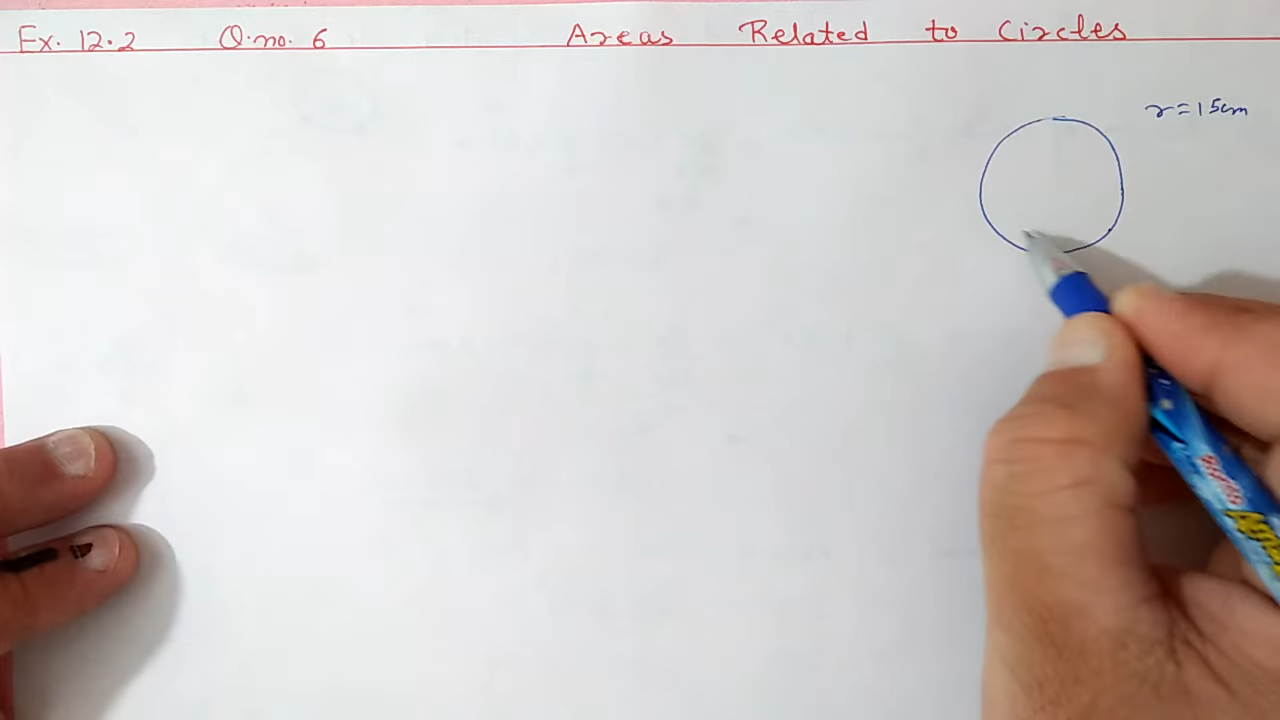 Ex. 12.2 Q.no. 6 Areas Related to Circles
r=15cm